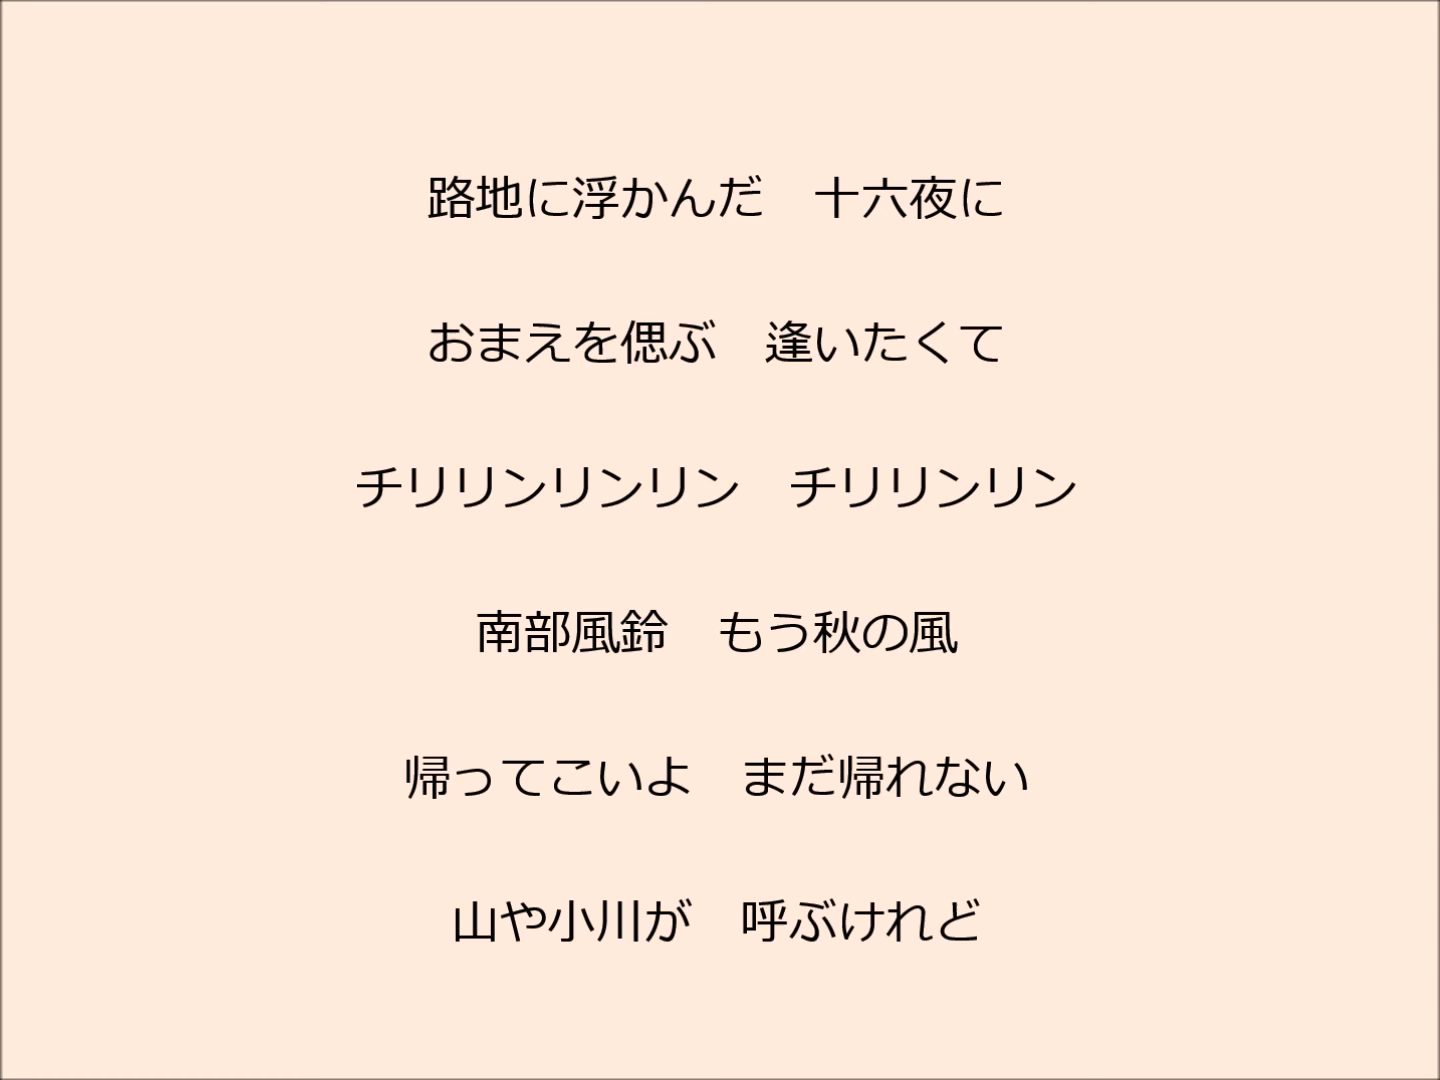 路地に浮かんだ　十六夜に
おまえを偲ぶ　逢いたくて
チリリンリンリン　チリリンリン
南部風鈴　もう秋の風
帰ってこいよ　まだ帰れない
山や小川が　呼ぶけれど